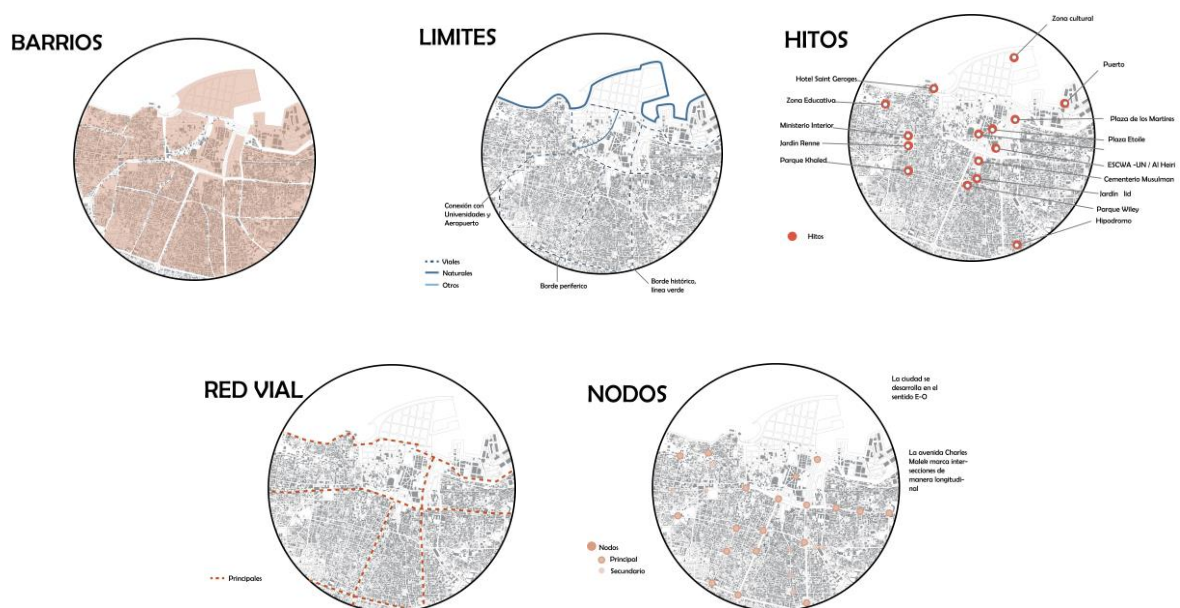 BARRIOS
LIMITES
Conexión con
Universidades y
Aeropuerto
Viales
Naturales
Otros
Borde periferico
Borde histórico,
linea verde
HITOS
Zona cultural
Puerto
Hotel Saint Geroges
Zona Educativa
Plaza de los Martires
Ministerio Interior
Plaza Etoile
Jardin Renne
Parque Khaled
ESCWA -UN / Al Heiri
Cementerio Musulman
Jardin Iid
Parque Wiley
Hipodromo
Hitos
RED VIAL
Principales
NODOS
La ciudad se
desarrolla en el
sentido E-O
La avenida Charles
Malek marca inter-
secciones de
manera longitudi-
nal
Nodos
Principal
Secundario